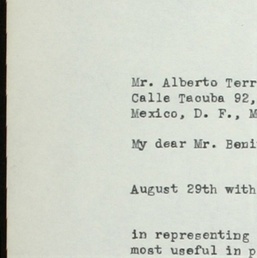 Mr. Alberto Terr
Calle Tacuba 92,
Mexico, D. F., M
My dear Mr. Beni
August 29th with
in representing
most useful in p